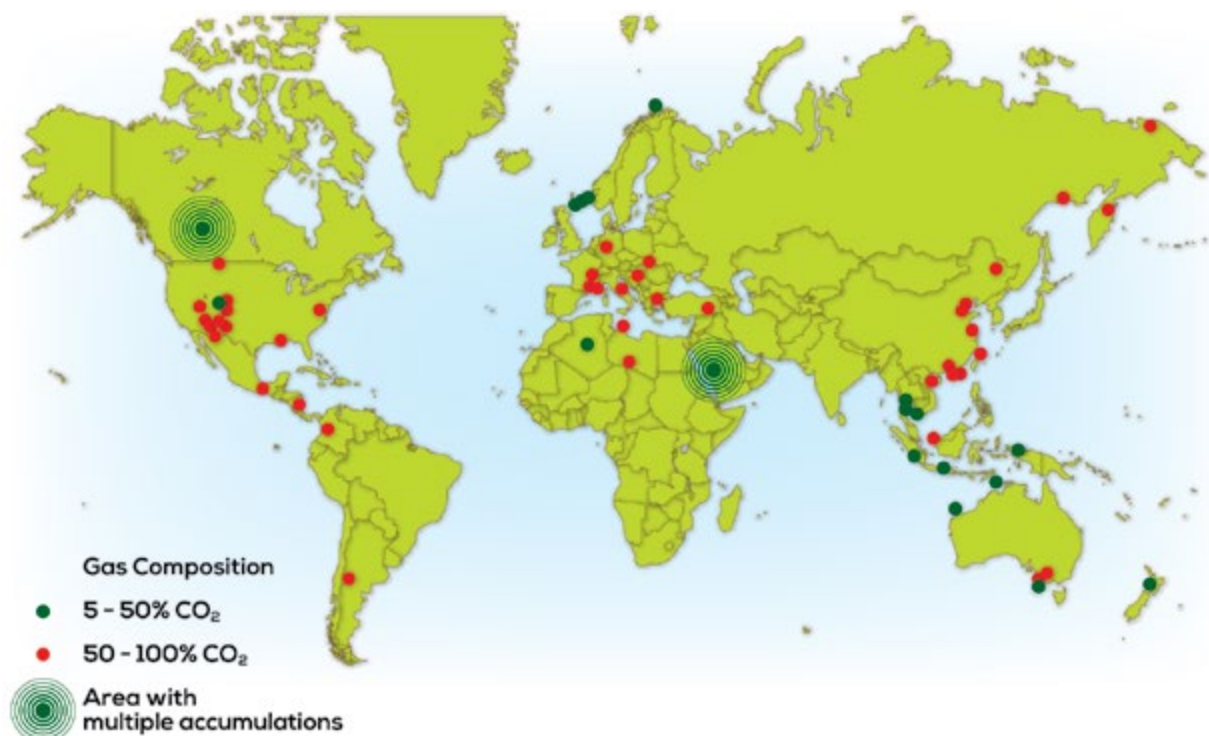 Gas Composition
5 - 50% CO₂
50 - 100% CO₂
Area with
multiple accumulations